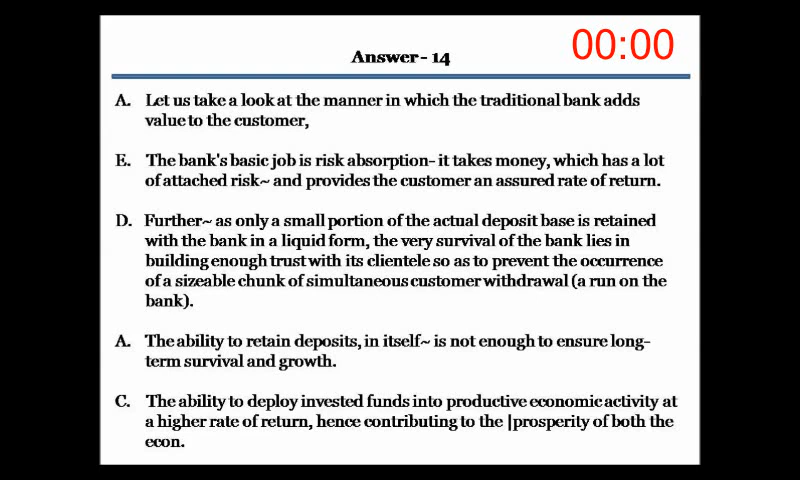 00:00
Answer- 14
A. Let us take a look at the manner in which the traditional bank adds
value to the customer,
E. The bank's basic job is risk absorption- it takes money, which has a lot
of attached risk~ and provides the customer an assured rate of return.
D. Further~ as only a small portion of the actual deposit base is retained
with the bank in a liquid form, the very survival of the bank lies in
building enough trust with its clientele so as to prevent the occurrence
of a sizeable chunk of simultaneous customer withdrawal (a run on the
bank).
A. The ability to retain deposits, in itself~ is not enough to ensure long-
term survival and growth.
C. The ability to deploy invested funds into productive economic activity at
a higher rate of return, hence contributing to the |prosperity of both the
econ.